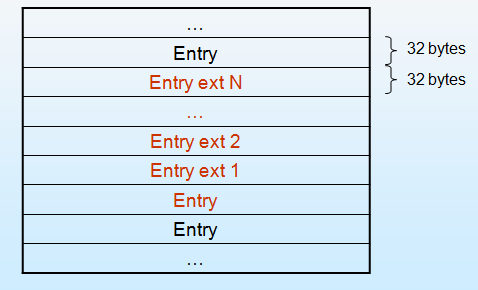 ...
Entry
32 bytes
Entry ext N
32 bytes
...
Entry ext 2
Entry ext 1
Entry
Entry
...